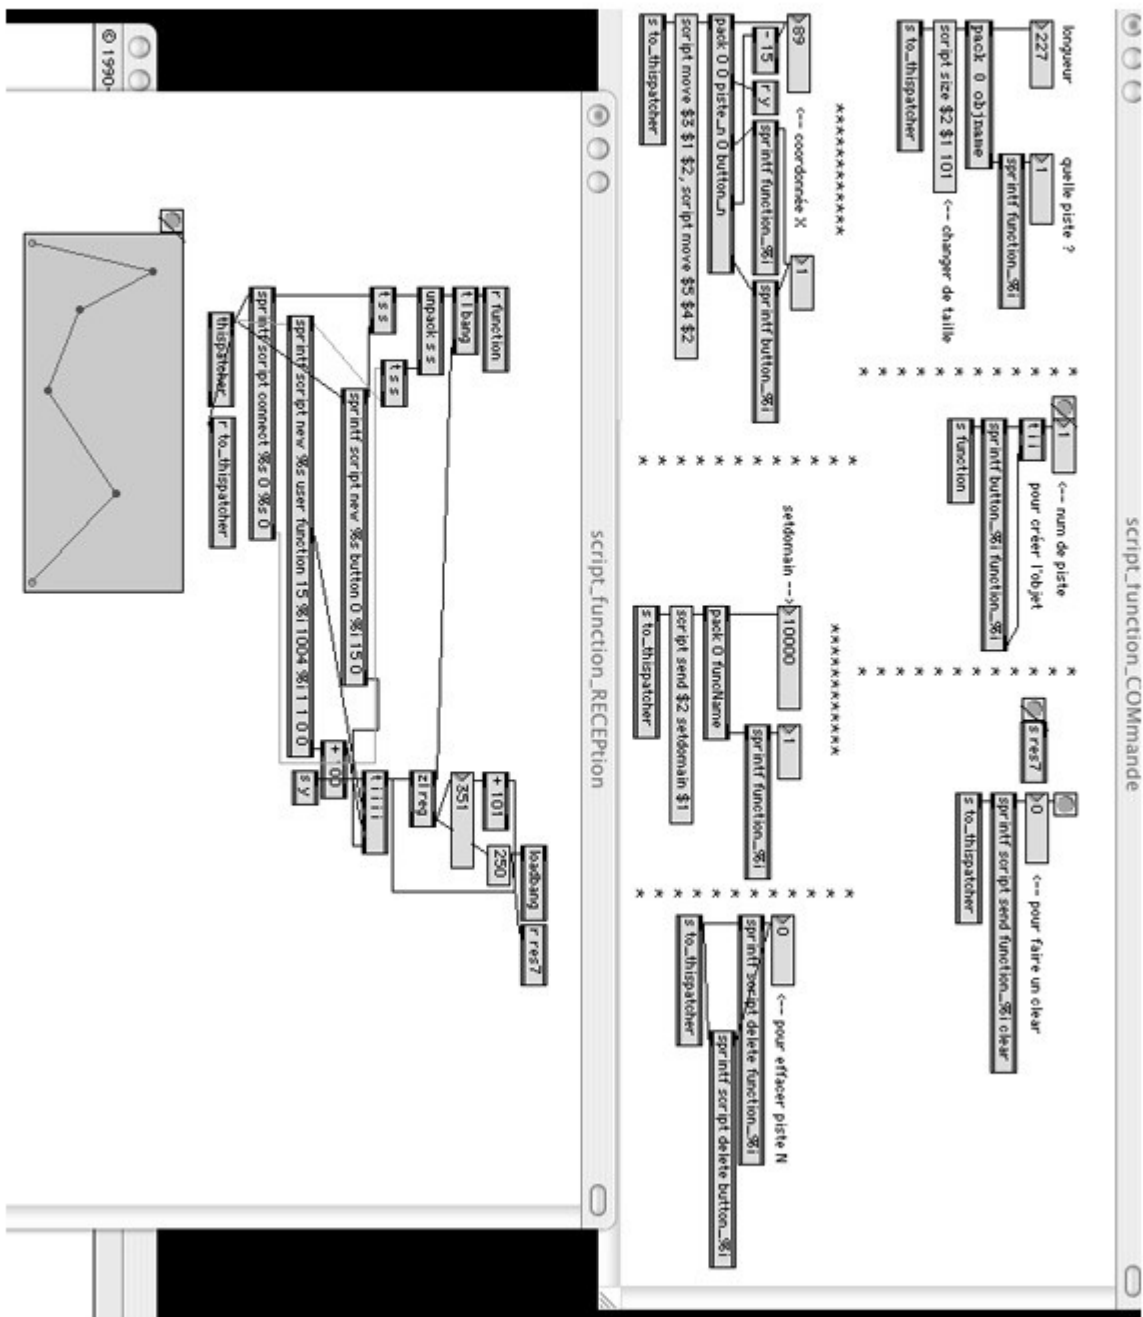 script_function_COMmande
longueur
227
pack 0 objname
script size $2 $1 101
s to_thispatcher
quelle piste ?
1
sprintf function_%i
<-- changer de taille
* * * * * * * * * * * *
1
<-- num de piste
t i i
pour créer l'objet
sprintf button_%i function_%i
s function
* * * * * * * * * * * *
s res7
0
<-- pour faire un clear
sprintf script send function_%i clear
s to_thispatcher
***********
89
<-- coordonnée X
1
- 15
r y
sprintf function_%i
sprintf button_%i
pack 0 0 piste_n 0 button_n
script move $3 $1 $2, script move $5 $4 $2
s to_thispatcher
* * * * * * * * * * * *
***********
setdomain -->
10000
1
sprintf function_%i
pack 0 funcName
script send $2 setdomain $1
s to_thispatcher
* * * * * * * * * * * *
0
<-- pour effacer piste N
sprintf script delete function_%i
sprintf script delete button_%i
s to_thispatcher
script_function_RECEPtion
loadbang
r res7
r function
+ 101
250
t l bang
351
unpack s s
zl reg
t s s
t s s
t i i i i
sprintf script new %s button 0 %i 15 0
+ 100
s y
sprintf script new %s user function 15 %i 1004 %i 1 1 0 0
sprintf script connect %s 0 %s 0
thispatcher
r to_thispatcher
© 1990-